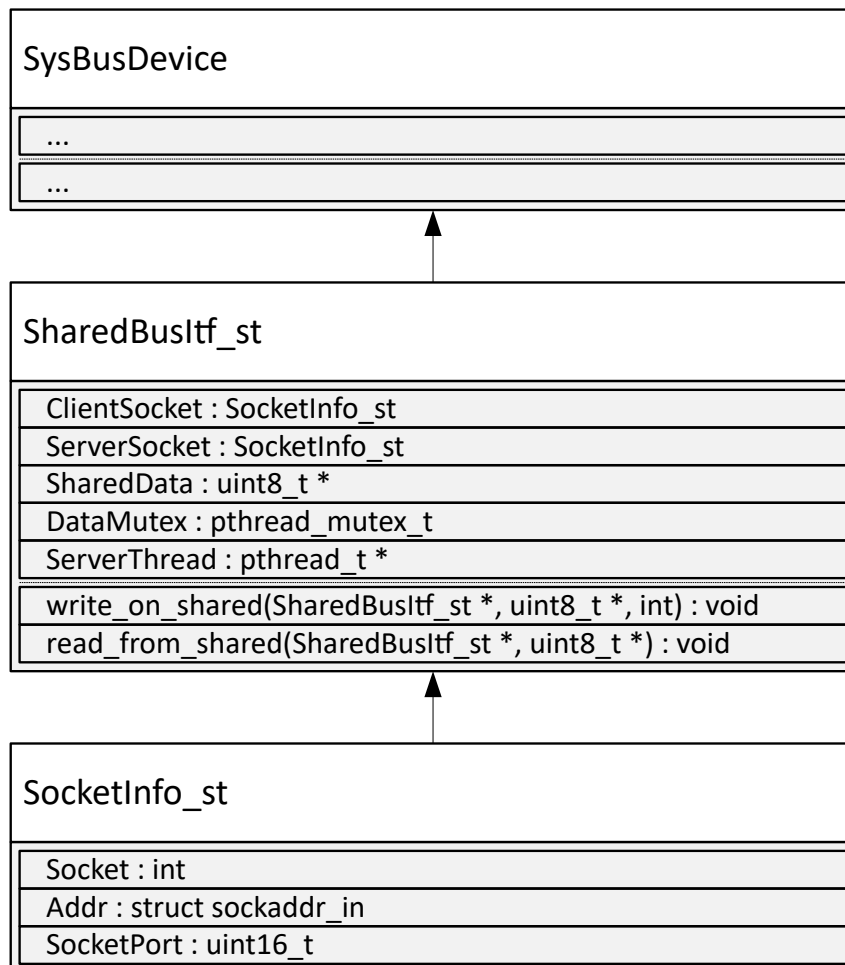 SysBusDevice
...
...
SharedBusItf_st
ClientSocket : SocketInfo_st
ServerSocket : SocketInfo_st
SharedData : uint8_t *
DataMutex : pthread_mutex_t
ServerThread : pthread_t *
write_on_shared(SharedBusItf_st *, uint8_t *, int) : void
read_from_shared(SharedBusItf_st *, uint8_t *) : void
SocketInfo_st
Socket : int
Addr : struct sockaddr_in
SocketPort : uint16_t